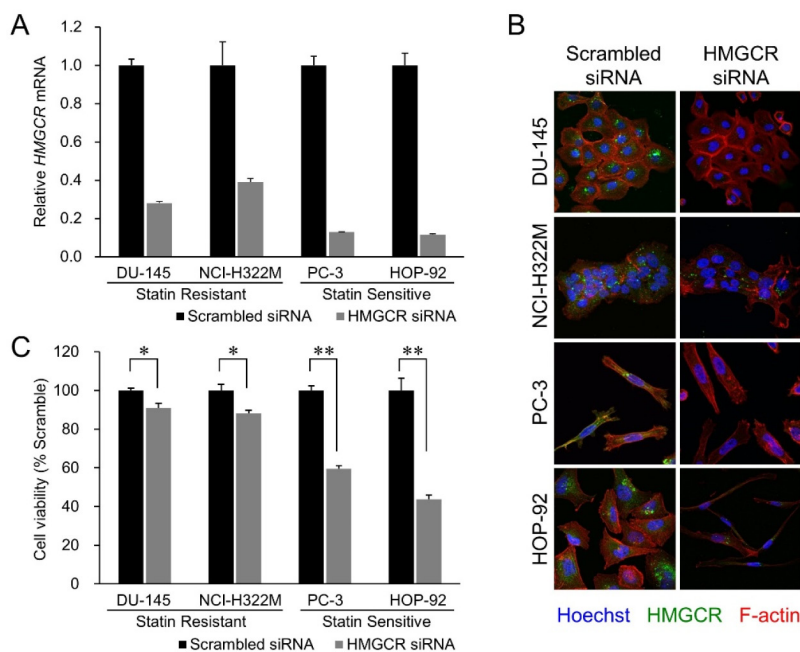 A
Relative HMGCR mRNA
1.2
1.0
0.8
0.6
0.4
0.2
0.0
DU-145 NCI-H322M PC-3 HOP-92
Statin Resistant Statin Sensitive
Scrambled siRNA HMGCR siRNA
B
Scrambled siRNA HMGCR siRNA
DU-145
NCI-H322M
PC-3
HOP-92
Hoechst HMGCR F-actin
C
Cell viability (% Scramble)
120
100
80
60
40
20
0
* * ** **
DU-145 NCI-H322M PC-3 HOP-92
Statin Resistant Statin Sensitive
Scrambled siRNA HMGCR siRNA